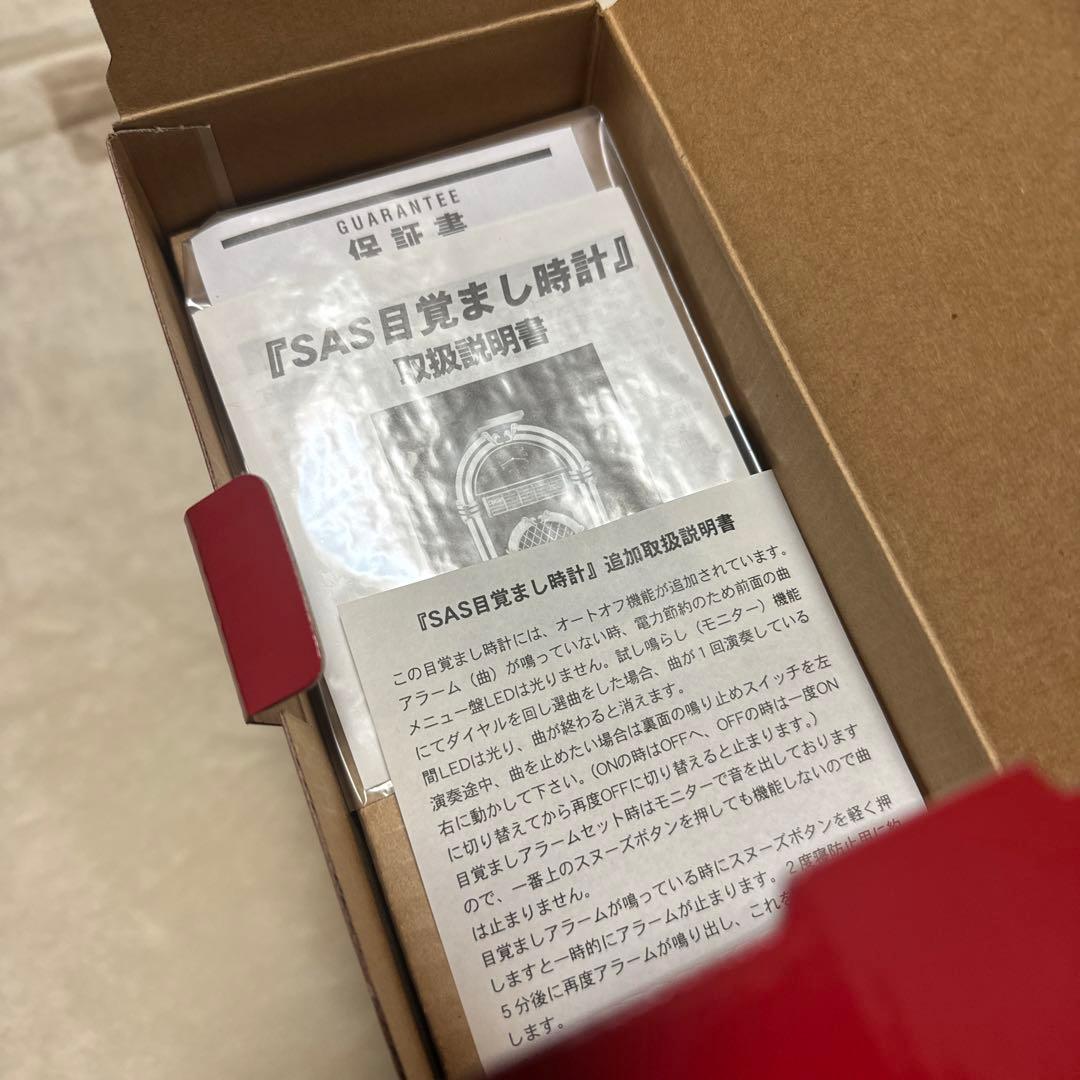 GUARANTEE
保証書
『SAS目覚まし時計』
取扱説明書
『SAS目覚まし時計』追加取扱説明書
この目覚まし時計には、オートオフ機能が追加されています。
アラーム（曲）が鳴っていない時、電力節約のため前面の曲
メニュー盤LEDは光りません。試し鳴らし（モニター）機能
にてダイヤルを回し選曲をした場合、曲が１回演奏している
間LEDは光り、曲が終わると消えます。
演奏途中、曲を止めたい場合は裏面の鳴り止めスイッチを左
右に動かして下さい。（ONの時はOFFへ、OFFの時は一度ON
に切り替えてから再度OFFに切り替えると止まります。）
目覚ましアラームセット時はモニターで音を出しております
ので、一番上のスヌーズボタンを押しても機能しないので曲
は止まりません。
目覚ましアラームが鳴っている時にスヌーズボタンを軽く押
しますと一時的にアラームが止まります。２度寝防止用に約
５分後に再度アラームが鳴り出し、これを
します。